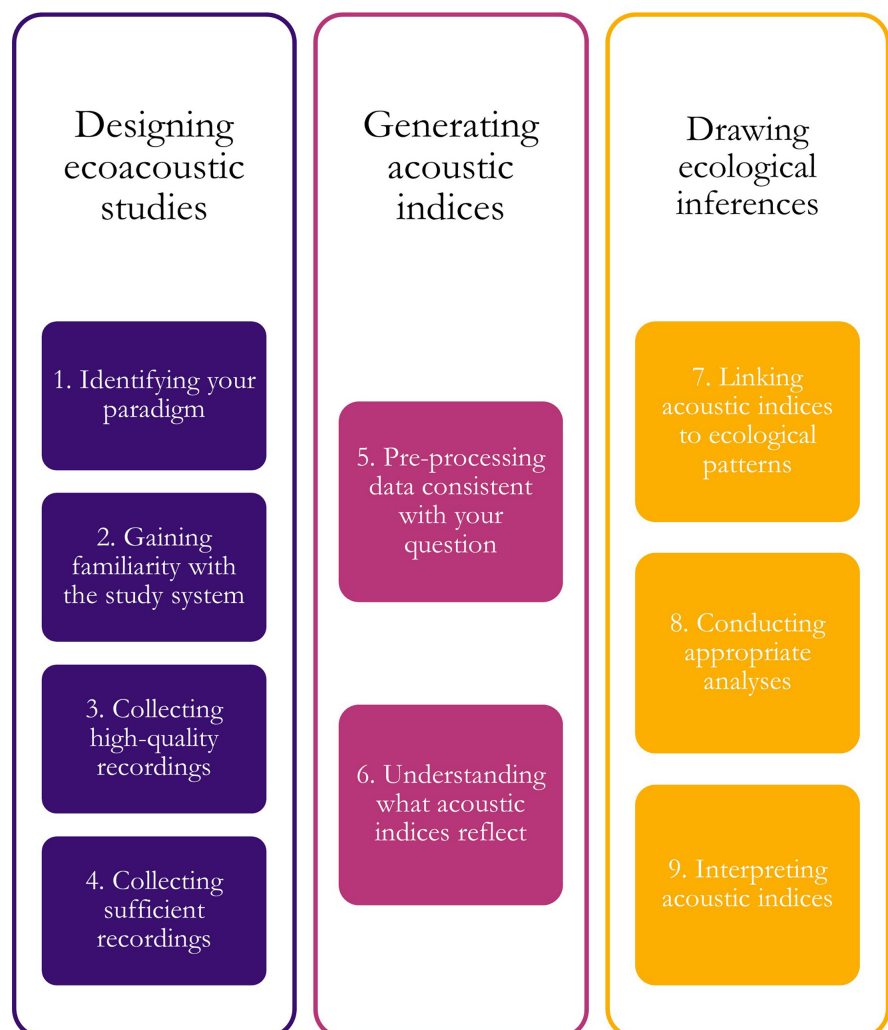 Designing
ecoacoustic
studies
1. Identifying your
paradigm
2. Gaining
familiarity with
the study system
3. Collecting
high-quality
recordings
4. Collecting
sufficient
recordings
Generating
acoustic
indices
5. Pre-processing
data consistent
with your
question
6. Understanding
what acoustic
indices reflect
Drawing
ecological
inferences
7. Linking
acoustic indices
to ecological
patterns
8. Conducting
appropriate
analyses
9. Interpreting
acoustic indices